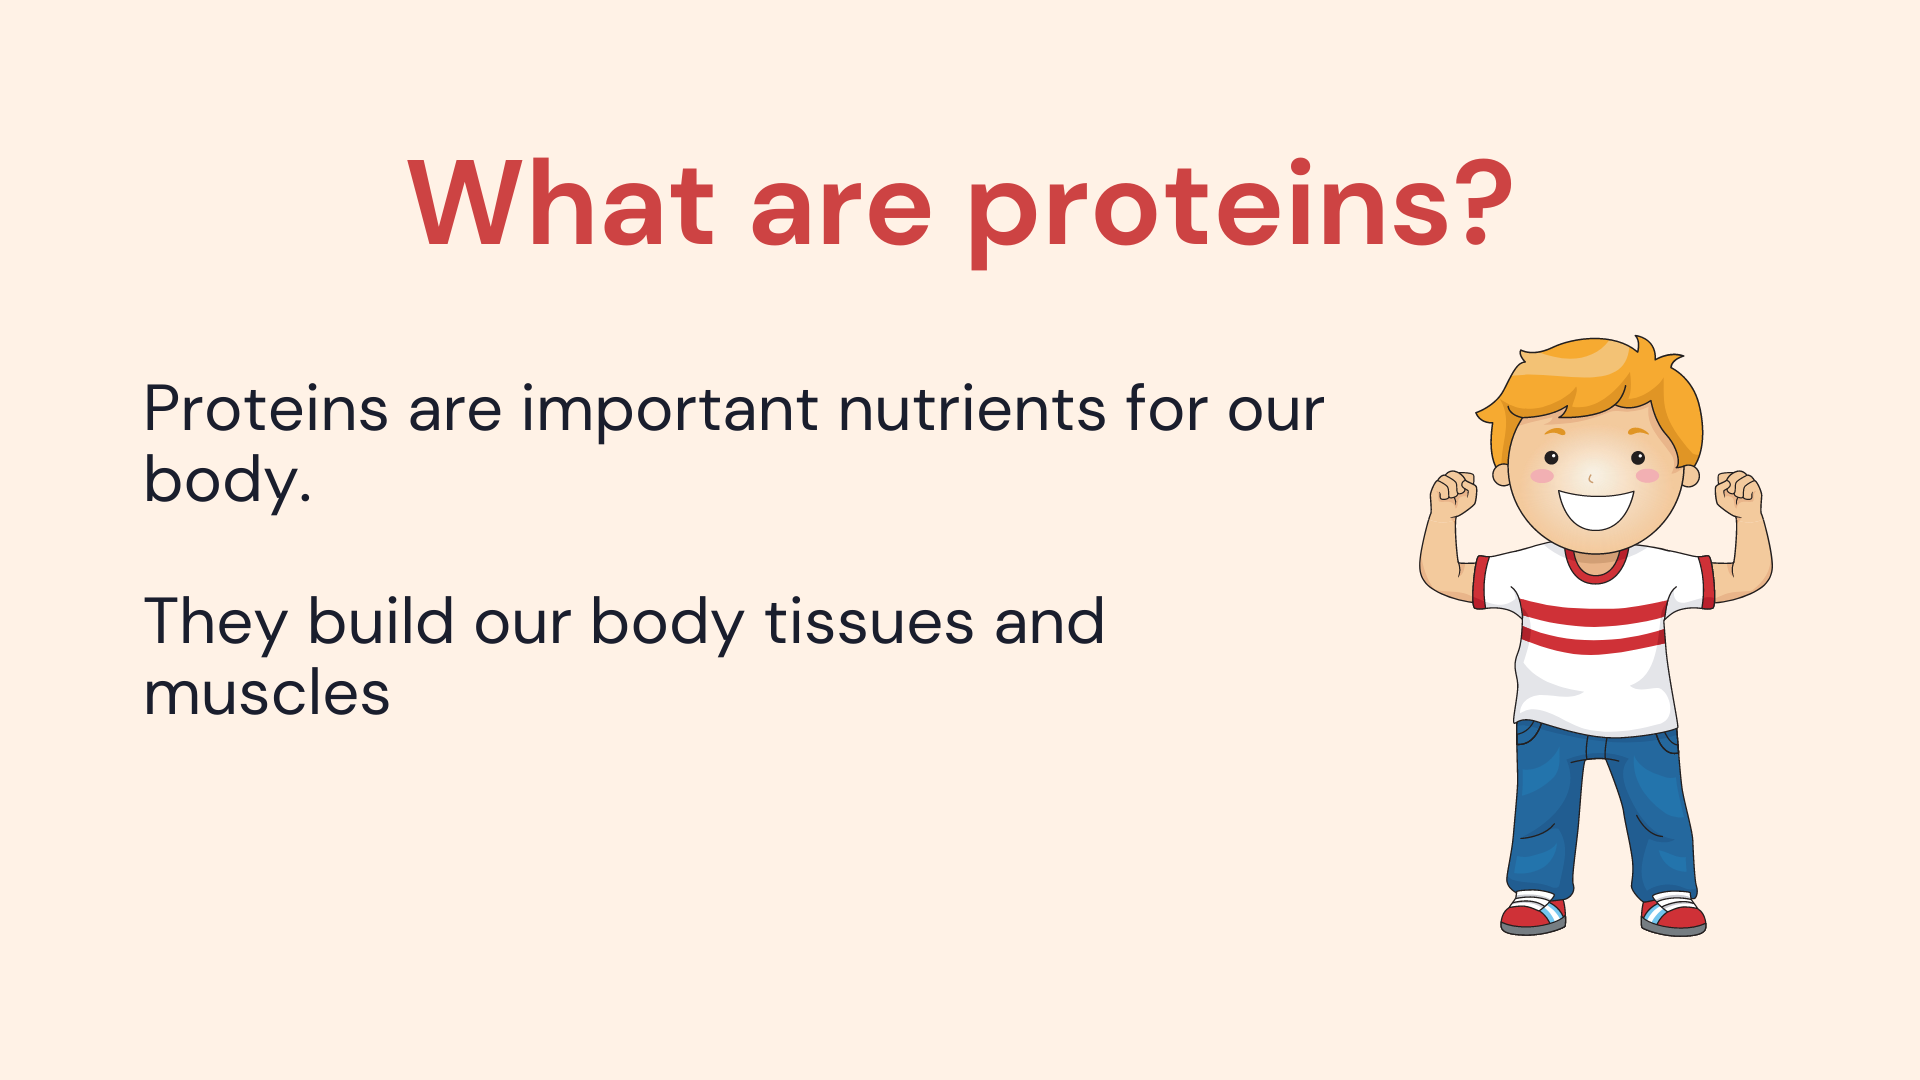 What are proteins?
Proteins are important nutrients for our
body.
They build our body tissues and
muscles